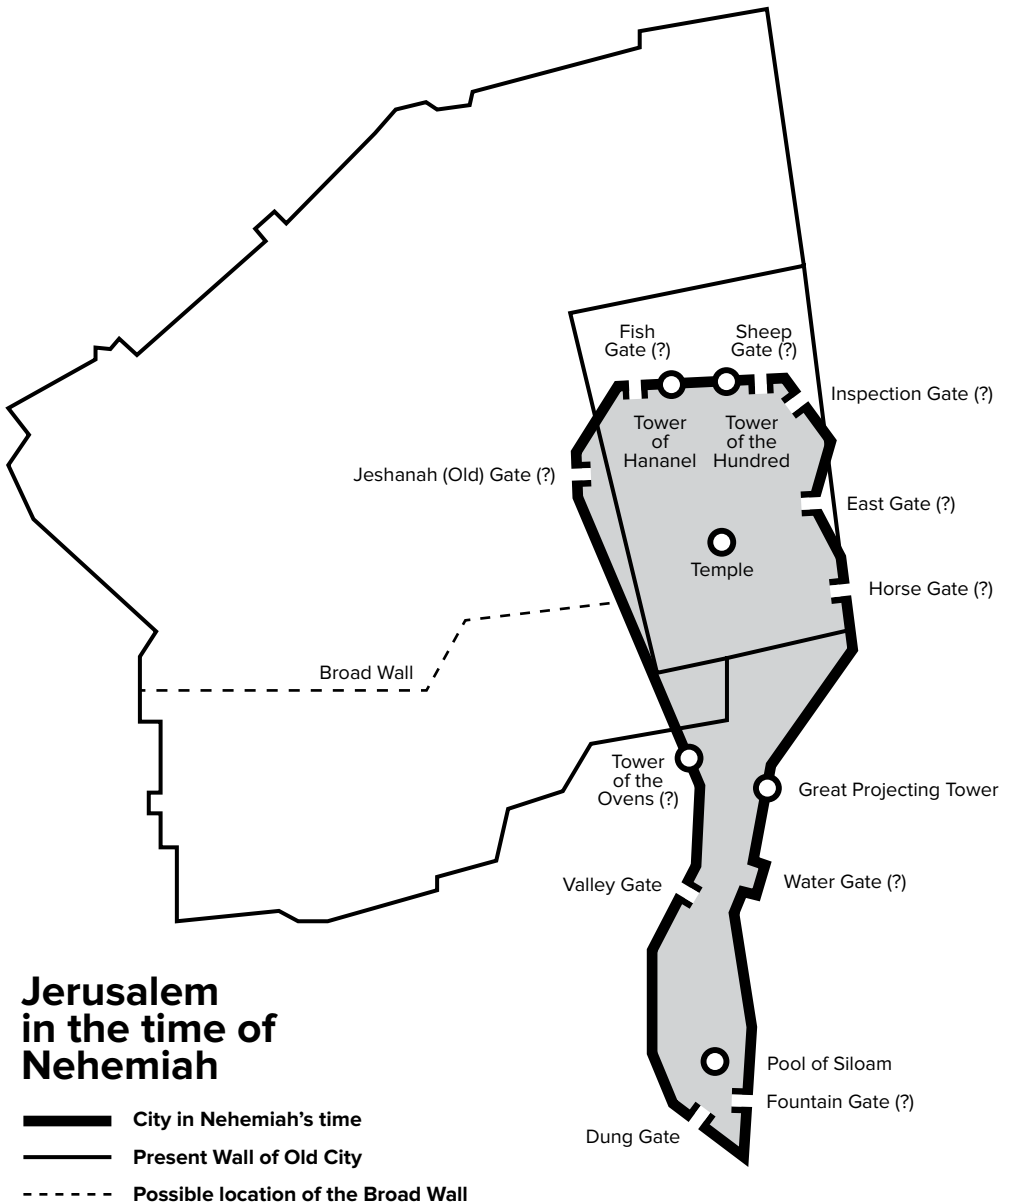 Fish
Gate (?)
Sheep
Gate (?)
Inspection Gate (?)
Tower
of
Hananel
Tower
of the
Hundred
Jeshanah (Old) Gate (?)
East Gate (?)
Temple
Horse Gate (?)
Broad Wall
Tower
of the
Ovens (?)
Great Projecting Tower
Valley Gate
Water Gate (?)
Jerusalem
in the time of
Nehemiah
Pool of Siloam
Fountain Gate (?)
Dung Gate
City in Nehemiah’s time
Present Wall of Old City
Possible location of the Broad Wall